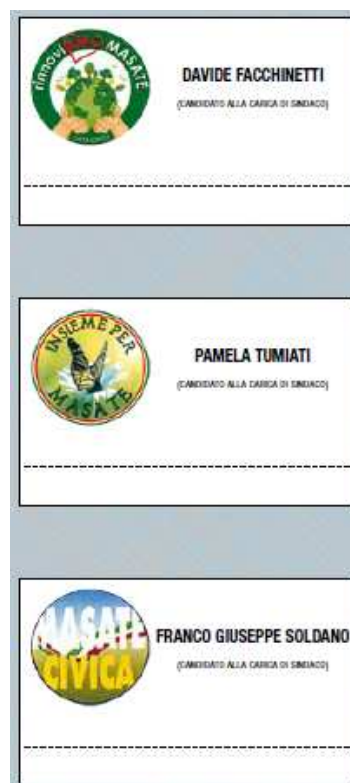 rinnoviAMO MASATE
DAVIDE FACCHINETTI
(CANDIDATO ALLA CARICA DI SINDACO)
INSIEME PER
MASATE
PAMELA TUMIATI
(CANDIDATO ALLA CARICA DI SINDACO)
MASATE
CIVICA
FRANCO GIUSEPPE SOLDANO
(CANDIDATO ALLA CARICA DI SINDACO)